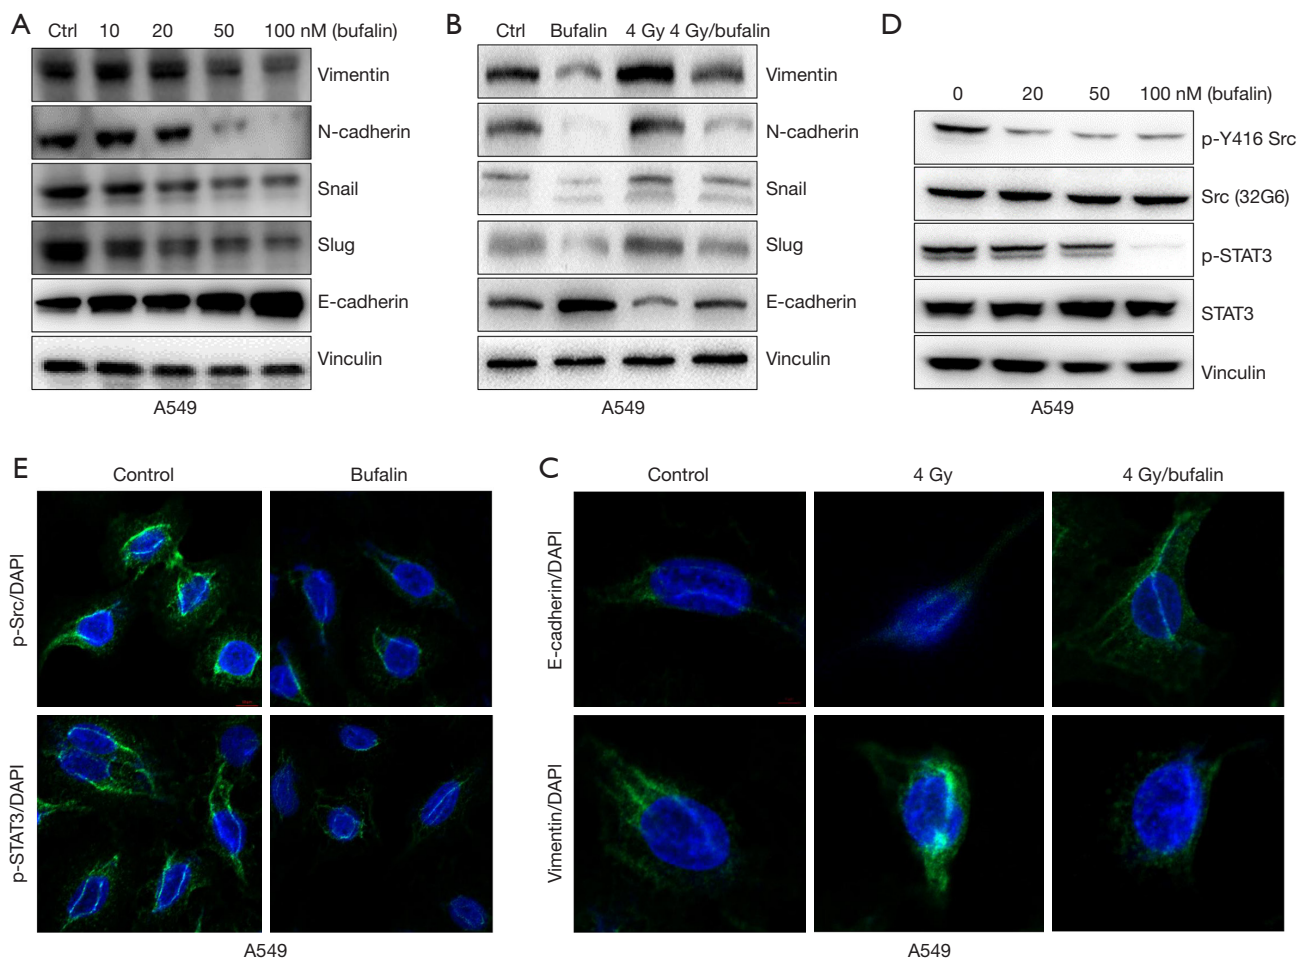 A
Ctrl 10 20 50 100 nM (bufalin)
Vimentin
N-cadherin
Snail
Slug
E-cadherin
Vinculin
A549
B
Ctrl Bufalin 4 Gy 4 Gy/bufalin
Vimentin
N-cadherin
Snail
Slug
E-cadherin
Vinculin
A549
D
0 20 50 100 nM (bufalin)
p-Y416 Src
Src (32G6)
p-STAT3
STAT3
Vinculin
A549
E
Control Bufalin
p-Src/DAPI
p-STAT3/DAPI
A549
C
Control 4 Gy 4 Gy/bufalin
E-cadherin/DAPI
Vimentin/DAPI
A549